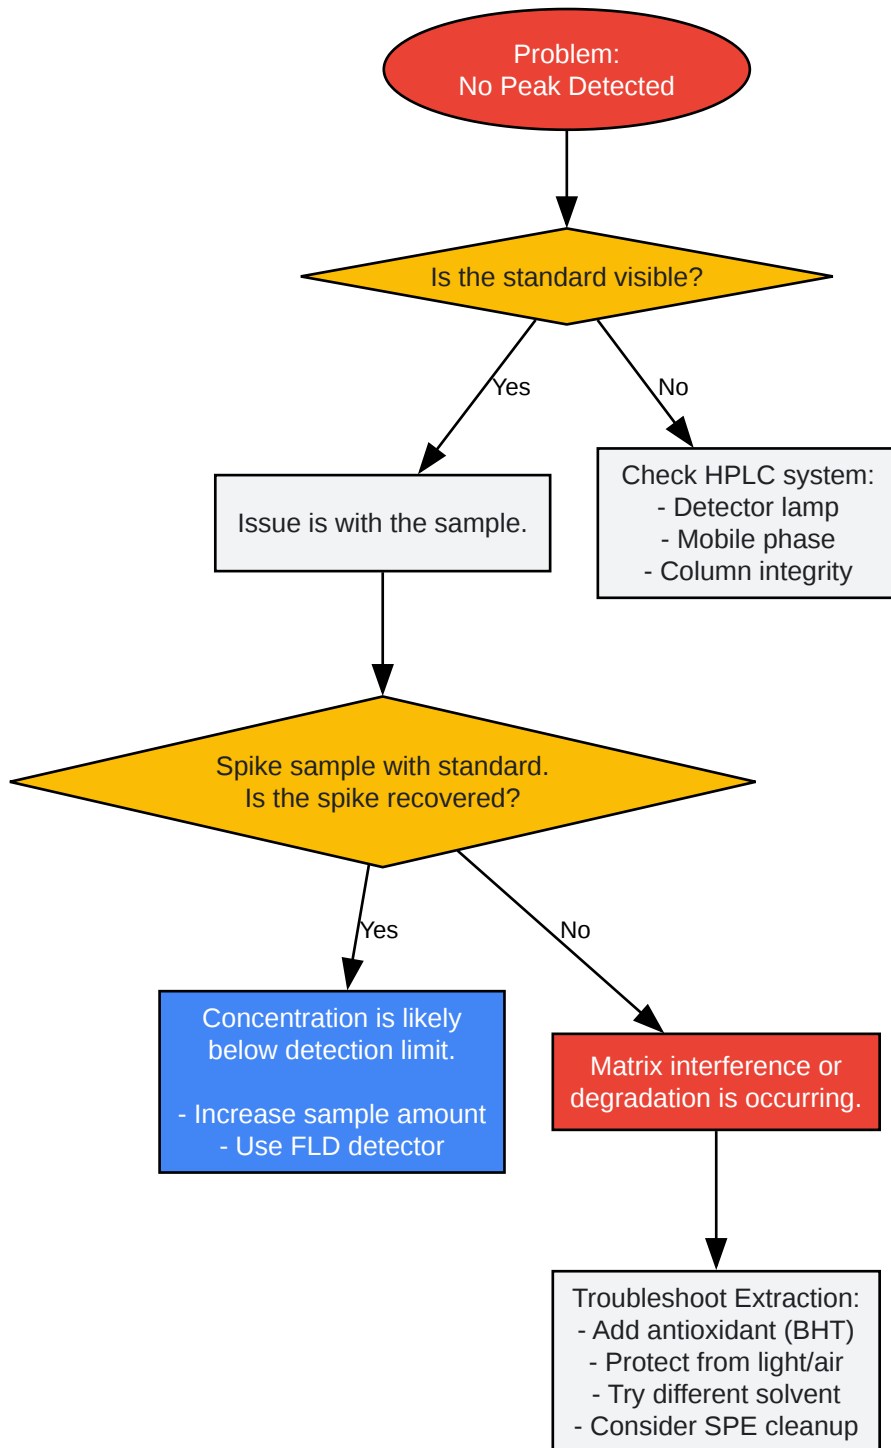 Problem:
No Peak Detected
Is the standard visible?
Yes
No
Issue is with the sample.
Check HPLC system:
- Detector lamp
- Mobile phase
- Column integrity
Spike sample with standard.
Is the spike recovered?
Yes
No
Concentration is likely
below detection limit.
- Increase sample amount
- Use FLD detector
Matrix interference or
degradation is occurring.
Troubleshoot Extraction:
- Add antioxidant (BHT)
- Protect from light/air
- Try different solvent
- Consider SPE cleanup